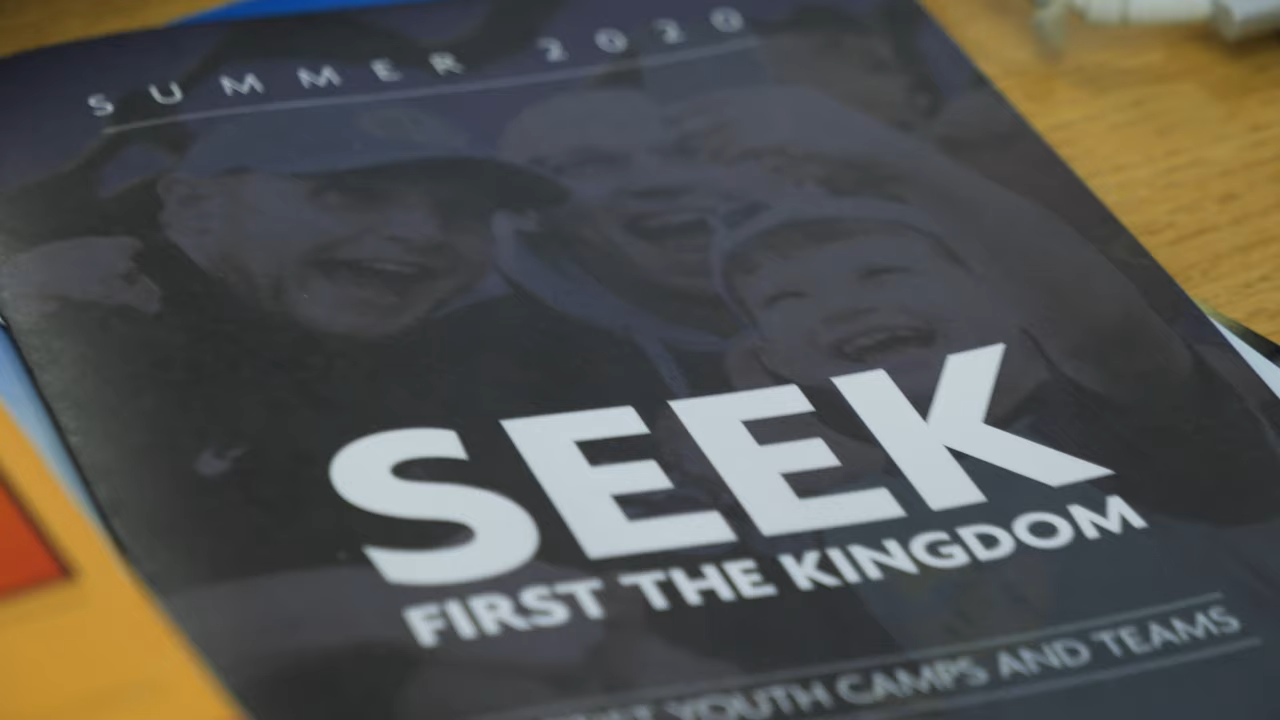 SUMMER 2020
SEEK
FIRST THE KINGDOM
YOUTH CAMPS AND TEAMS